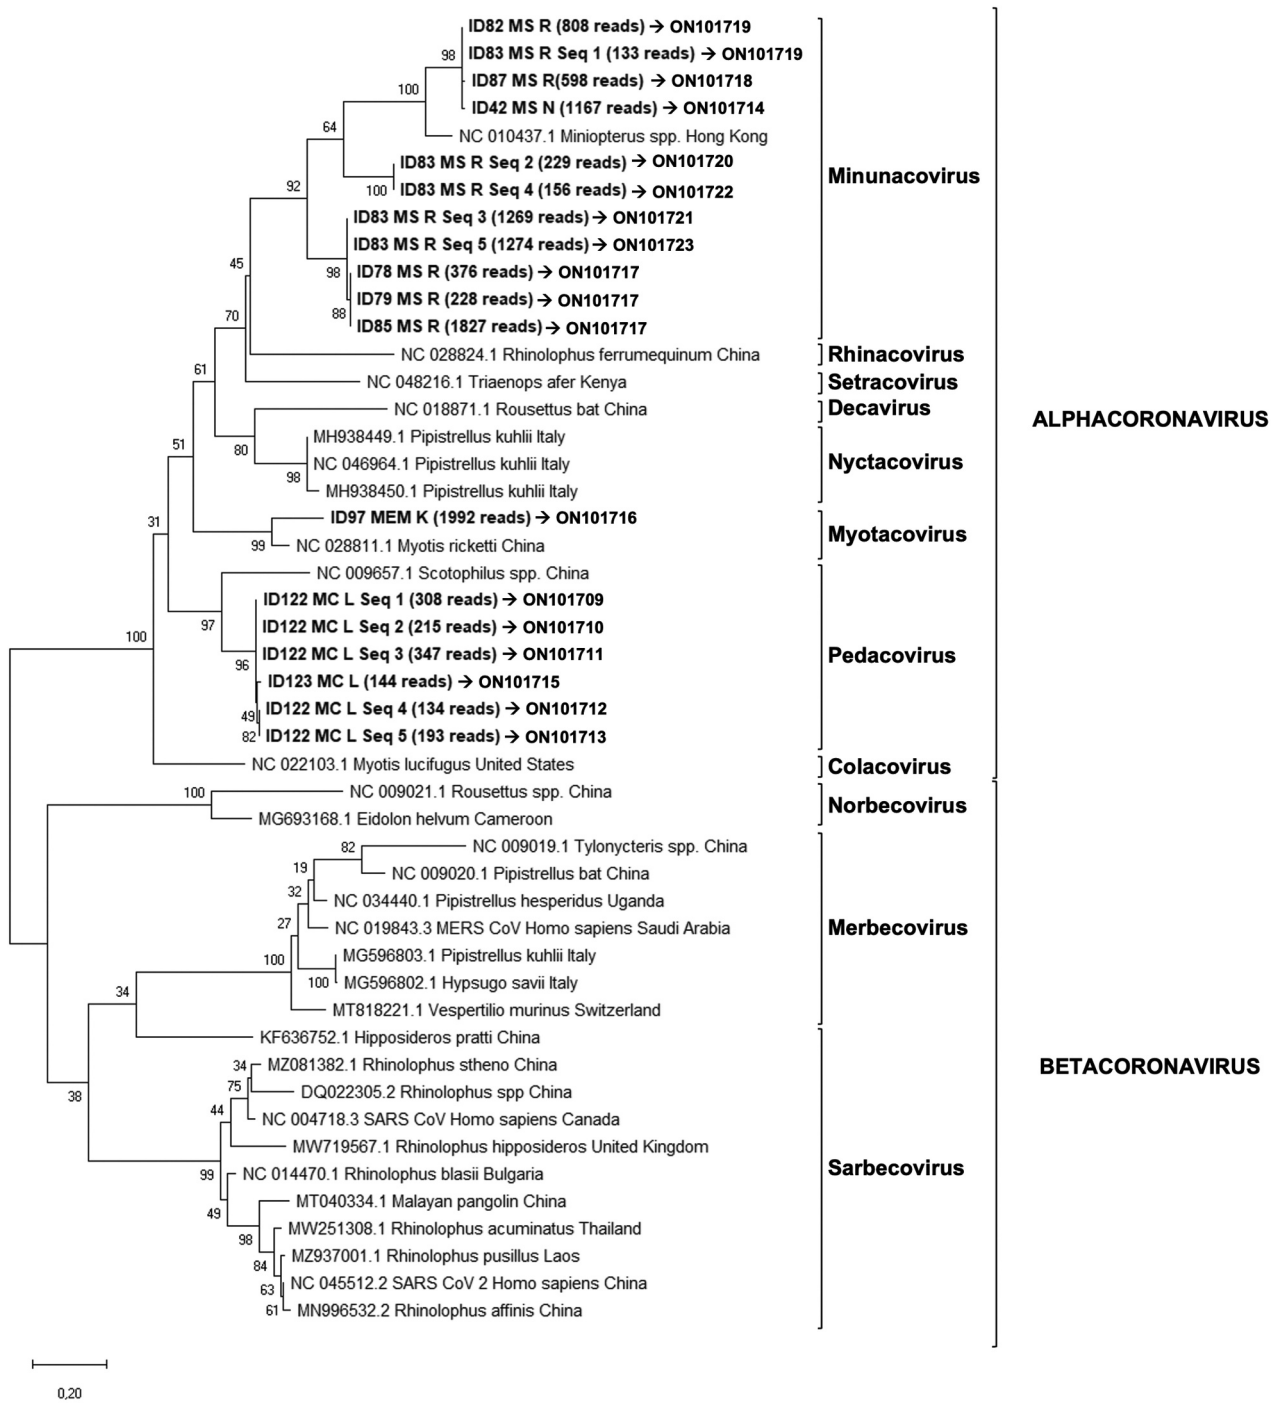 ID82 MS R (808 reads) → ON101719
ID83 MS R Seq 1 (133 reads) → ON101719
98
ID87 MS R(598 reads) → ON101718
100
ID42 MS N (1167 reads) → ON101714
64
NC 010437.1 Miniopterus spp. Hong Kong
ID83 MS R Seq 2 (229 reads) → ON101720
Minunacovirus
92
100
ID83 MS R Seq 4 (156 reads) → ON101722
ID83 MS R Seq 3 (1269 reads) → ON101721
ID83 MS R Seq 5 (1274 reads) → ON101723
45
98
ID78 MS R (376 reads) → ON101717
ID79 MS R (228 reads) → ON101717
88
70
ID85 MS R (1827 reads) → ON101717
NC 028824.1 Rhinolophus ferrumequinum China
Rhinacovirus
61
NC 048216.1 Triaenops afer Kenya
Setracovirus
NC 018871.1 Rousettus bat China
Decavirus
ALPHACORONAVIRUS
MH938449.1 Pipistrellus kuhlii Italy
51
80
NC 046964.1 Pipistrellus kuhlii Italy
Nyctacovirus
98
MH938450.1 Pipistrellus kuhlii Italy
31
ID97 MEM K (1992 reads) → ON101716
Myotacovirus
99
NC 028811.1 Myotis ricketti China
NC 009657.1 Scotophilus spp. China
ID122 MC L Seq 1 (308 reads) → ON101709
97
ID122 MC L Seq 2 (215 reads) → ON101710
100
ID122 MC L Seq 3 (347 reads) → ON101711
Pedacovirus
96
ID123 MC L (144 reads) → ON101715
ID122 MC L Seq 4 (134 reads) → ON101712
49
82
ID122 MC L Seq 5 (193 reads) → ON101713
NC 022103.1 Myotis lucifugus United States
Colacovirus
100
NC 009021.1 Rousettus spp. China
Norbecovirus
MG693168.1 Eidolon helvum Cameroon
82
NC 009019.1 Tylonycteris spp. China
19
NC 009020.1 Pipistrellus bat China
32
NC 034440.1 Pipistrellus hesperidus Uganda
27
NC 019843.3 MERS CoV Homo sapiens Saudi Arabia
Merbecovirus
100
MG596803.1 Pipistrellus kuhlii Italy
100
MG596802.1 Hypsugo savii Italy
34
MT818221.1 Vespertilio murinus Switzerland
KF636752.1 Hipposideros pratti China
34
MZ081382.1 Rhinolophus stheno China
BETACORONAVIRUS
75
DQ022305.2 Rhinolophus spp China
38
44
NC 004718.3 SARS CoV Homo sapiens Canada
MW719567.1 Rhinolophus hipposideros United Kingdom
99
NC 014470.1 Rhinolophus blasii Bulgaria
Sarbecovirus
49
MT040334.1 Malayan pangolin China
98
MW251308.1 Rhinolophus acuminatus Thailand
84
MZ937001.1 Rhinolophus pusillus Laos
63
NC 045512.2 SARS CoV 2 Homo sapiens China
61
MN996532.2 Rhinolophus affinis China
0,20